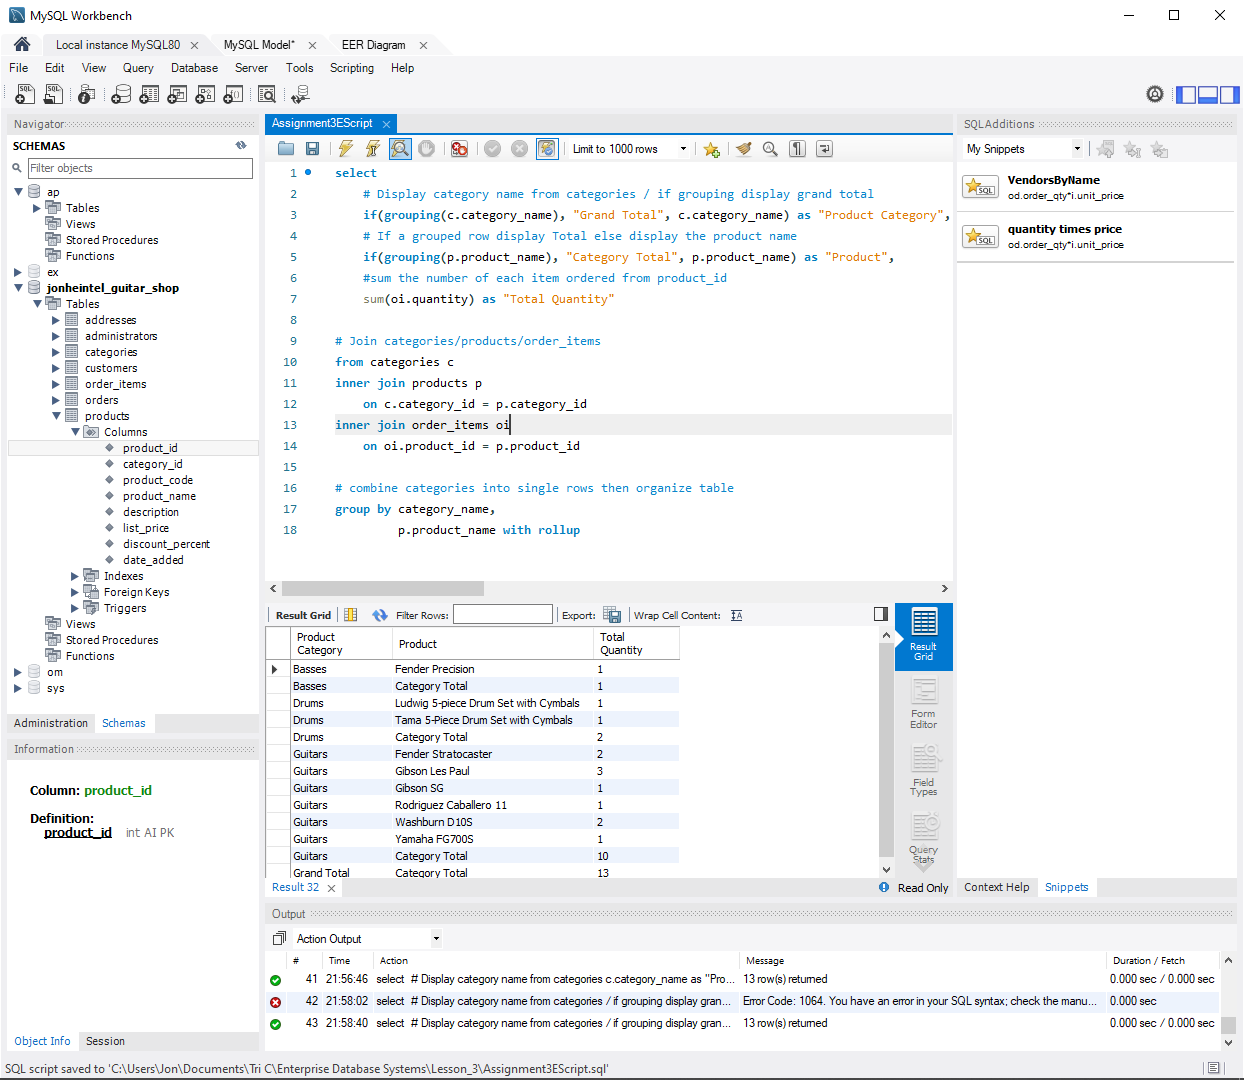 MySQL Workbench
Local instance MySQL80
MySQL Model*
EER Diagram
File Edit View Query Database Server Tools Scripting Help
Navigator
SCHEMAS
Filter objects
ap
Tables
Views
Stored Procedures
Functions
ex
jonheintel_guitar_shop
Tables
addresses
administrators
categories
customers
order_items
orders
products
Columns
product_id
category_id
product_code
product_name
description
list_price
discount_percent
date_added
Indexes
Foreign Keys
Triggers
Views
Stored Procedures
Functions
om
sys
Administration Schemas
Information
Column: product_id
Definition:
product_id int AI PK
Object Info Session
Assignment3EScript
Limit to 1000 rows
1 select
2 # Display category name from categories / if grouping display grand total
3 if(grouping(c.category_name), "Grand Total", c.category_name) as "Product Category",
4 # If a grouped row display Total else display the product name
5 if(grouping(p.product_name), "Category Total", p.product_name) as "Product",
6 #sum the number of each item ordered from product_id
7 sum(oi.quantity) as "Total Quantity"
8
9 # Join categories/products/order_items
10 from categories c
11 inner join products p
12 on c.category_id = p.category_id
13 inner join order_items oi
14 on oi.product_id = p.product_id
15
16 # combine categories into single rows then organize table
17 group by category_name,
18 p.product_name with rollup
Result Grid Filter Rows: Export: Wrap Cell Content:
Product Category Product Total Quantity
Basses Fender Precision 1
Basses Category Total 1
Drums Ludwig 5-piece Drum Set with Cymbals 1
Drums Tama 5-Piece Drum Set with Cymbals 1
Drums Category Total 2
Guitars Fender Stratocaster 2
Guitars Gibson Les Paul 3
Guitars Gibson SG 1
Guitars Rodriguez Caballero 11 1
Guitars Washburn D10S 2
Guitars Yamaha FG700S 1
Guitars Category Total 10
Grand Total Category Total 13
Result Grid
Form Editor
Field Types
Query Stats
Result 32
Read Only
SQLAdditions
My Snippets
SQL
VendorsByName
od.order_qty*i.unit_price
SQL
quantity times price
od.order_qty*i.unit_price
Context Help Snippets
Output
Action Output
# Time Action Message Duration / Fetch
41 21:56:46 select # Display category name from categories c.category_name as "Pro... 13 row(s) returned 0.000 sec / 0.000 sec
42 21:58:02 select # Display category name from categories / if grouping display gran... Error Code: 1064. You have an error in your SQL syntax; check the manu... 0.000 sec
43 21:58:40 select # Display category name from categories / if grouping display gran... 13 row(s) returned 0.000 sec / 0.000 sec
SQL script saved to 'C:\Users\Jon\Documents\Tri C\Enterprise Database Systems\Lesson_3\Assignment3EScript.sql'